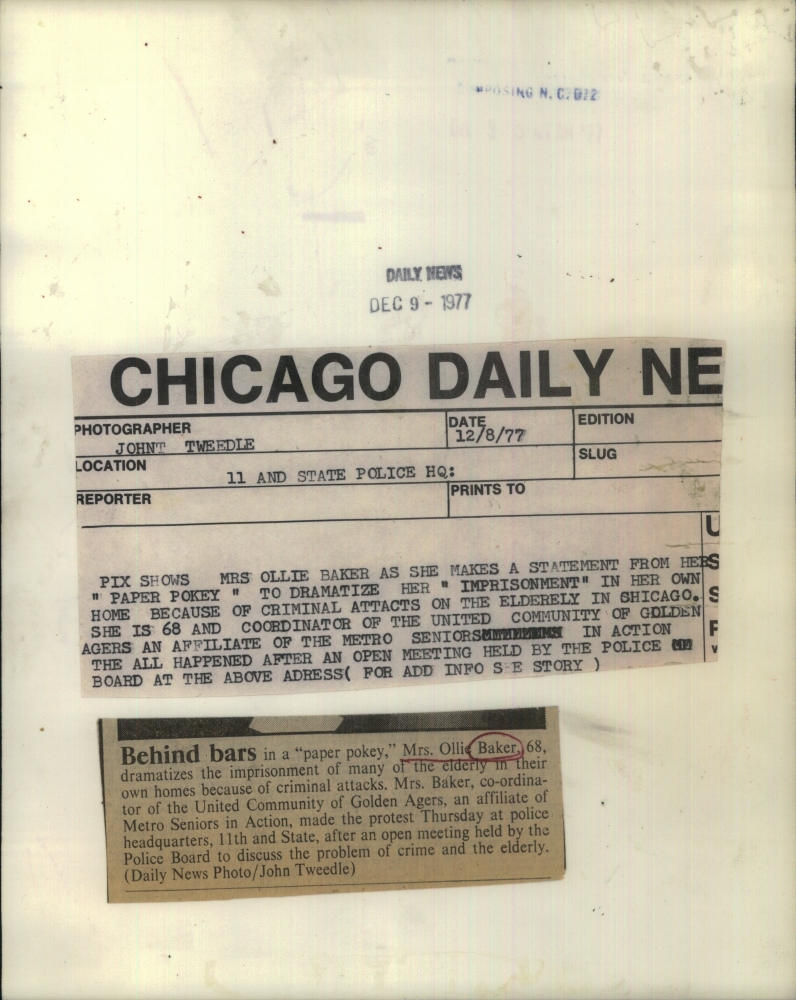 POSING N. C. D22
DAILY NEWS
DEC 9 - 1977
CHICAGO DAILY NE
PHOTOGRAPHER
JOHNT TWEEDLE
DATE
12/8/77
EDITION
LOCATION
11 AND STATE POLICE HQ:
SLUG
REPORTER
PRINTS TO
U
S
S
F
PIX SHOWS MRS OLLIE BAKER AS SHE MAKES A STATEMENT FROM HER
" PAPER POKEY " TO DRAMATIZE HER " IMPRISONMENT" IN HER OWN
HOME BECAUSE OF CRIMINAL ATTACTS ON THE ELDERELY IN SHICAGO.
SHE IS 68 AND COORDINATOR OF THE UNITED COMMUNITY OF GOLDEN
AGERS AN AFFILIATE OF THE METRO SENIORS IN ACTION
THE ALL HAPPENED AFTER AN OPEN MEETING HELD BY THE POLICE
BOARD AT THE ABOVE ADRESS( FOR ADD INFO S E STORY )
Behind bars in a "paper pokey," Mrs. Ollie Baker, 68,
dramatizes the imprisonment of many of the elderly in their
own homes because of criminal attacks. Mrs. Baker, co-ordina-
tor of the United Community of Golden Agers, an affiliate of
Metro Seniors in Action, made the protest Thursday at police
headquarters, 11th and State, after an open meeting held by the
Police Board to discuss the problem of crime and the elderly.
(Daily News Photo/John Tweedle)